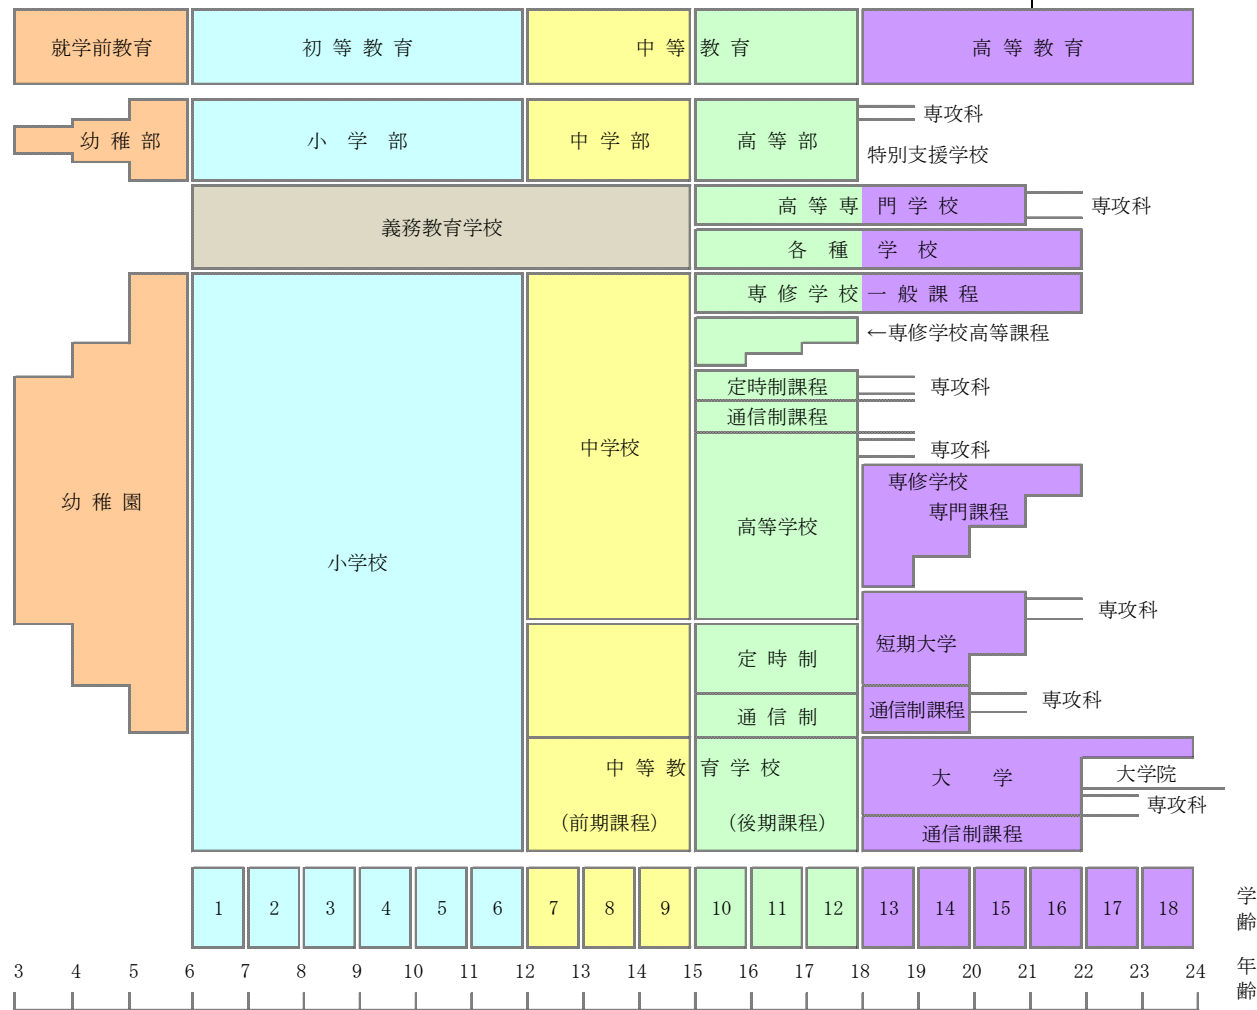 就学前教育
初等教育
中等教育
高等教育
幼稚部
小学部
中学部
高等部
専攻科
特別支援学校
義務教育学校
高等専門学校
専攻科
各種学校
専修学校一般課程
←専修学校高等課程
定時制課程
専攻科
通信制課程
中学校
専攻科
専修学校
専門課程
幼稚園
高等学校
小学校
専攻科
短期大学
定時制
専攻科
通信制
通信制課程
中等教育学校
大学
大学院
専攻科
(前期課程)
(後期課程)
通信制課程
1 2 3 4 5 6 7 8 9 10 11 12 13 14 15 16 17 18
学齢
3 4 5 6 7 8 9 10 11 12 13 14 15 16 17 18 19 20 21 22 23 24
年齢